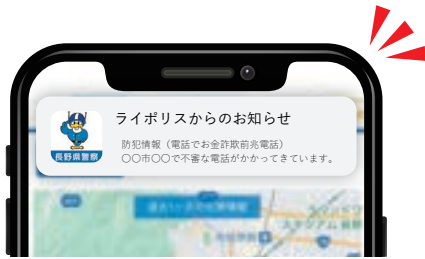 ライポリスからのお知らせ
防犯情報（電話でお金詐欺前兆電話）
〇〇市〇〇で不審な電話がかかってきています。
長野県警察